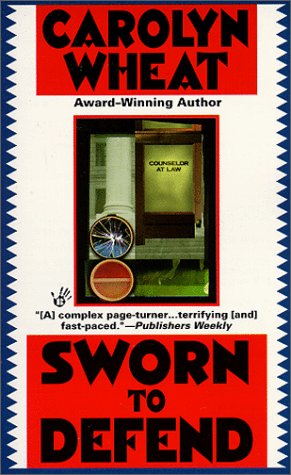 CAROLYN
WHEAT
Award-Winning Author
COUNSELOR
AT LAW
"[A] complex page-turner...terrifying [and]
fast-paced."—Publishers Weekly
SWORN
TO
DEFEND